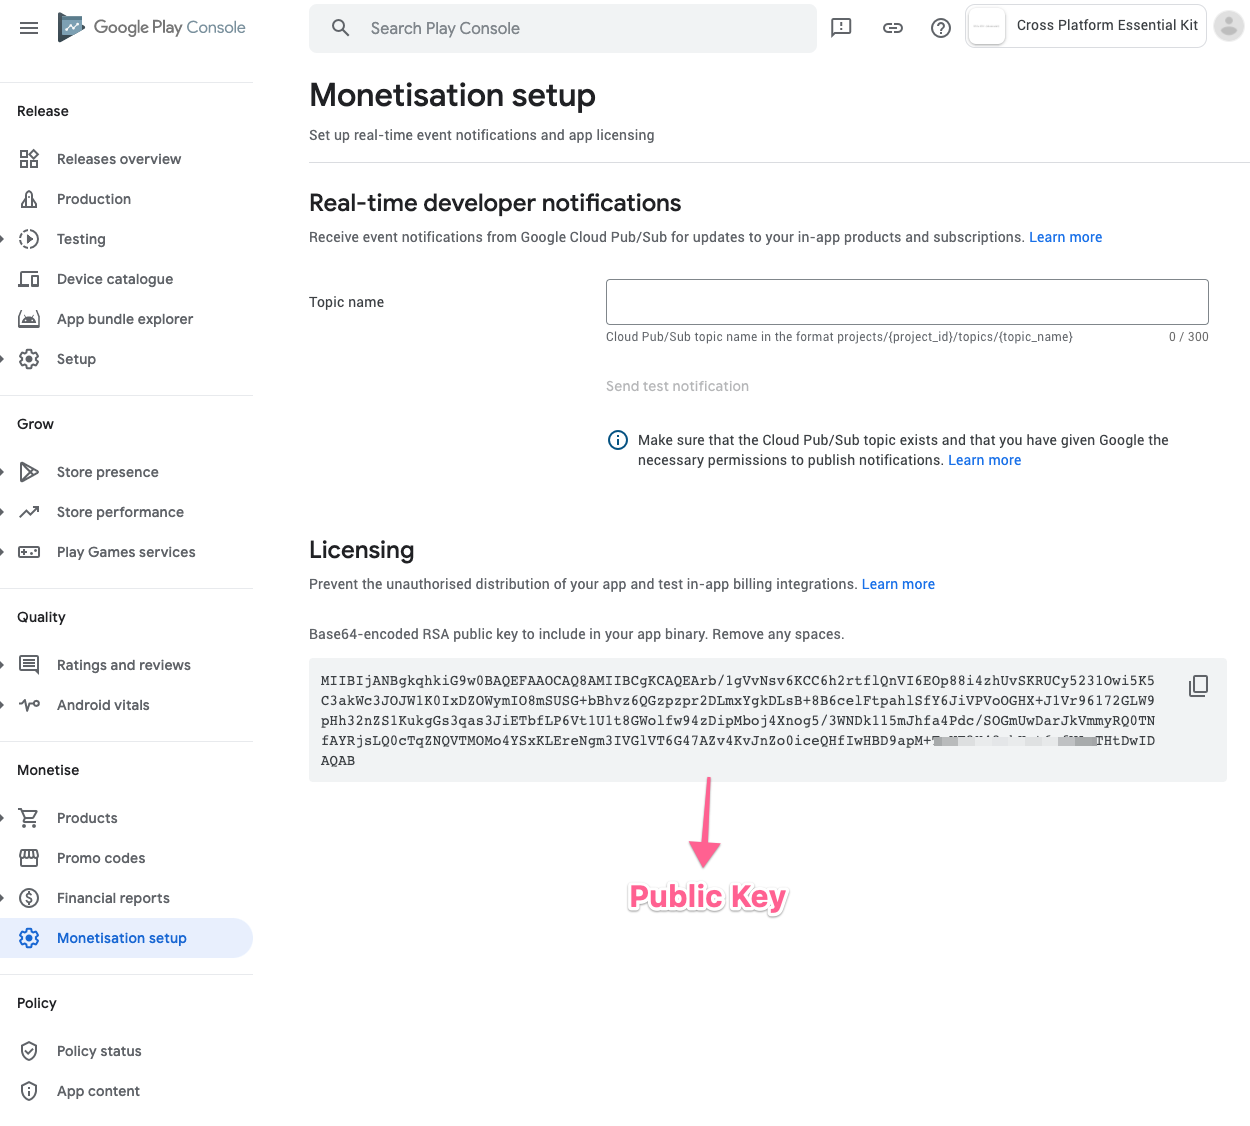 Google Play Console
Search Play Console
Cross Platform Essential Kit
Release
Releases overview
Production
Testing
Device catalogue
App bundle explorer
Setup
Grow
Store presence
Store performance
Play Games services
Quality
Ratings and reviews
Android vitals
Monetise
Products
Promo codes
Financial reports
Monetisation setup
Policy
Policy status
App content
Monetisation setup
Set up real-time event notifications and app licensing
Real-time developer notifications
Receive event notifications from Google Cloud Pub/Sub for updates to your in-app products and subscriptions. Learn more
Topic name
Cloud Pub/Sub topic name in the format projects/{project_id}/topics/{topic_name}
0 / 300
Send test notification
Make sure that the Cloud Pub/Sub topic exists and that you have given Google the
necessary permissions to publish notifications. Learn more
Licensing
Prevent the unauthorised distribution of your app and test in-app billing integrations. Learn more
Base64-encoded RSA public key to include in your app binary. Remove any spaces.
MIIBIjANBgkqhkiG9w0BAQEFAAOCAQ8AMIIBCgKCAQEArb/1gVvNsv6KCC6h2rtflQnVI6EOp88i4zhUvSKRUCy5231Owi5K5
C3akWc3JOJW1K0IxDZOWymIO8mSUSG+bBhvz6QGzpzpr2DLmxYgkDLsB+8B6celFtpahlSfY6JiVPVoOGHX+J1Vr96172GLW9
pHh32nZS1KukgGs3qas3JiETbfLP6Vt1U1t8GWolfw94zDipMboj4Xnog5/3WNDk115mJhfa4Pdc/SOGmUwDarJkVmmyRQ0TN
fAYRjsLQ0cTqZNQVTMOMo4YSxKLEreNgm3IVGlVT6G47AZv4KvJnZo0iceQHfIwHBD9apM+ THtDwID
AQAB
Public Key